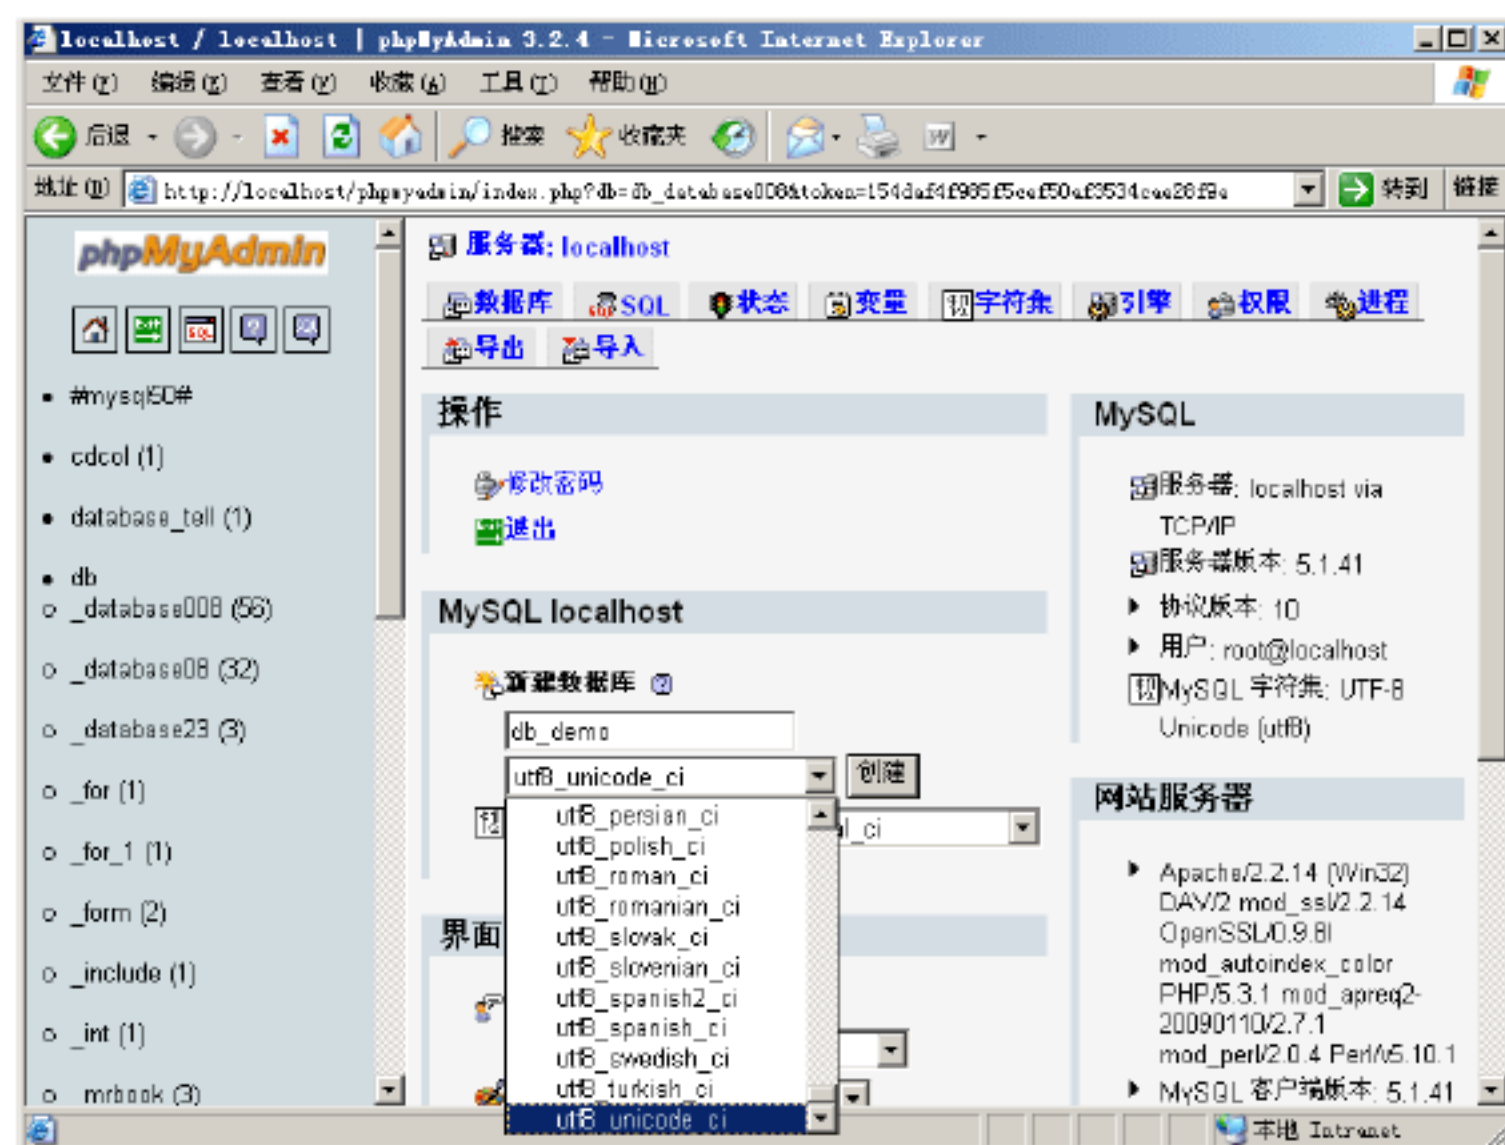 localhost / localhost | phpMyAdmin 3.2.4 - Microsoft Internet Explorer
文件(F) 编辑(E) 查看(V) 收藏(A) 工具(T) 帮助(H)
后退 搜索 收藏夹
地址(D) http://localhost/phpmyadmin/index.php?db=db_database008&token=154daf4f985f5cef50af3534cae28f9e 转到 链接
phpMyAdmin
#mysql50#
cdcol (1)
database_tell (1)
db
_database008 (56)
_database08 (32)
_database23 (3)
_for (1)
_for_1 (1)
_form (2)
_include (1)
_int (1)
mrbook (3)
服务器: localhost
数据库 SQL 状态 变量 字符集 引擎 权限 进程
导出 导入
操作
修改密码
退出
MySQL localhost
新建数据库
db_demo
utf8_unicode_ci 创建
l_ci
utf8_persian_ci
utf8_polish_ci
utf8_roman_ci
utf8_romanian_ci
utf8_slovak_ci
utf8_slovenian_ci
utf8_spanish2_ci
utf8_spanish_ci
utf8_swedish_ci
utf8_turkish_ci
utf8_unicode_ci
界面
MySQL
服务器: localhost via
TCP/IP
服务器版本: 5.1.41
协议版本: 10
用户: root@localhost
MySQL 字符集: UTF-8
Unicode (utf8)
网站服务器
Apache/2.2.14 (Win32)
DAV/2 mod_ssl/2.2.14
OpenSSL/0.9.8l
mod_autoindex_color
PHP/5.3.1 mod_apreq2-
20090110/2.7.1
mod_perl/2.0.4 Perl/v5.10.1
MySQL 客户端版本: 5.1.41
本地 Intranet